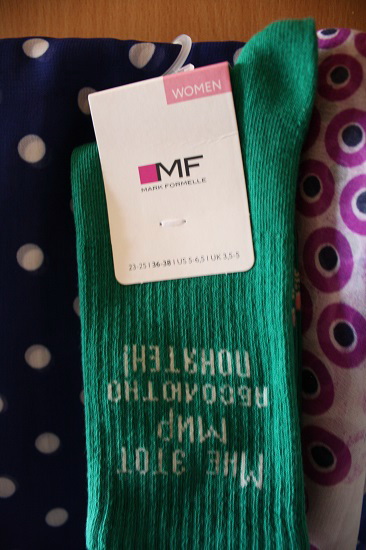 WOMEN
MF
MARK FORMELLE
23-25 | 36-38 | US 5-6,5 | UK 3,5-5
Мне этот
мир
абсолютно
понятен!